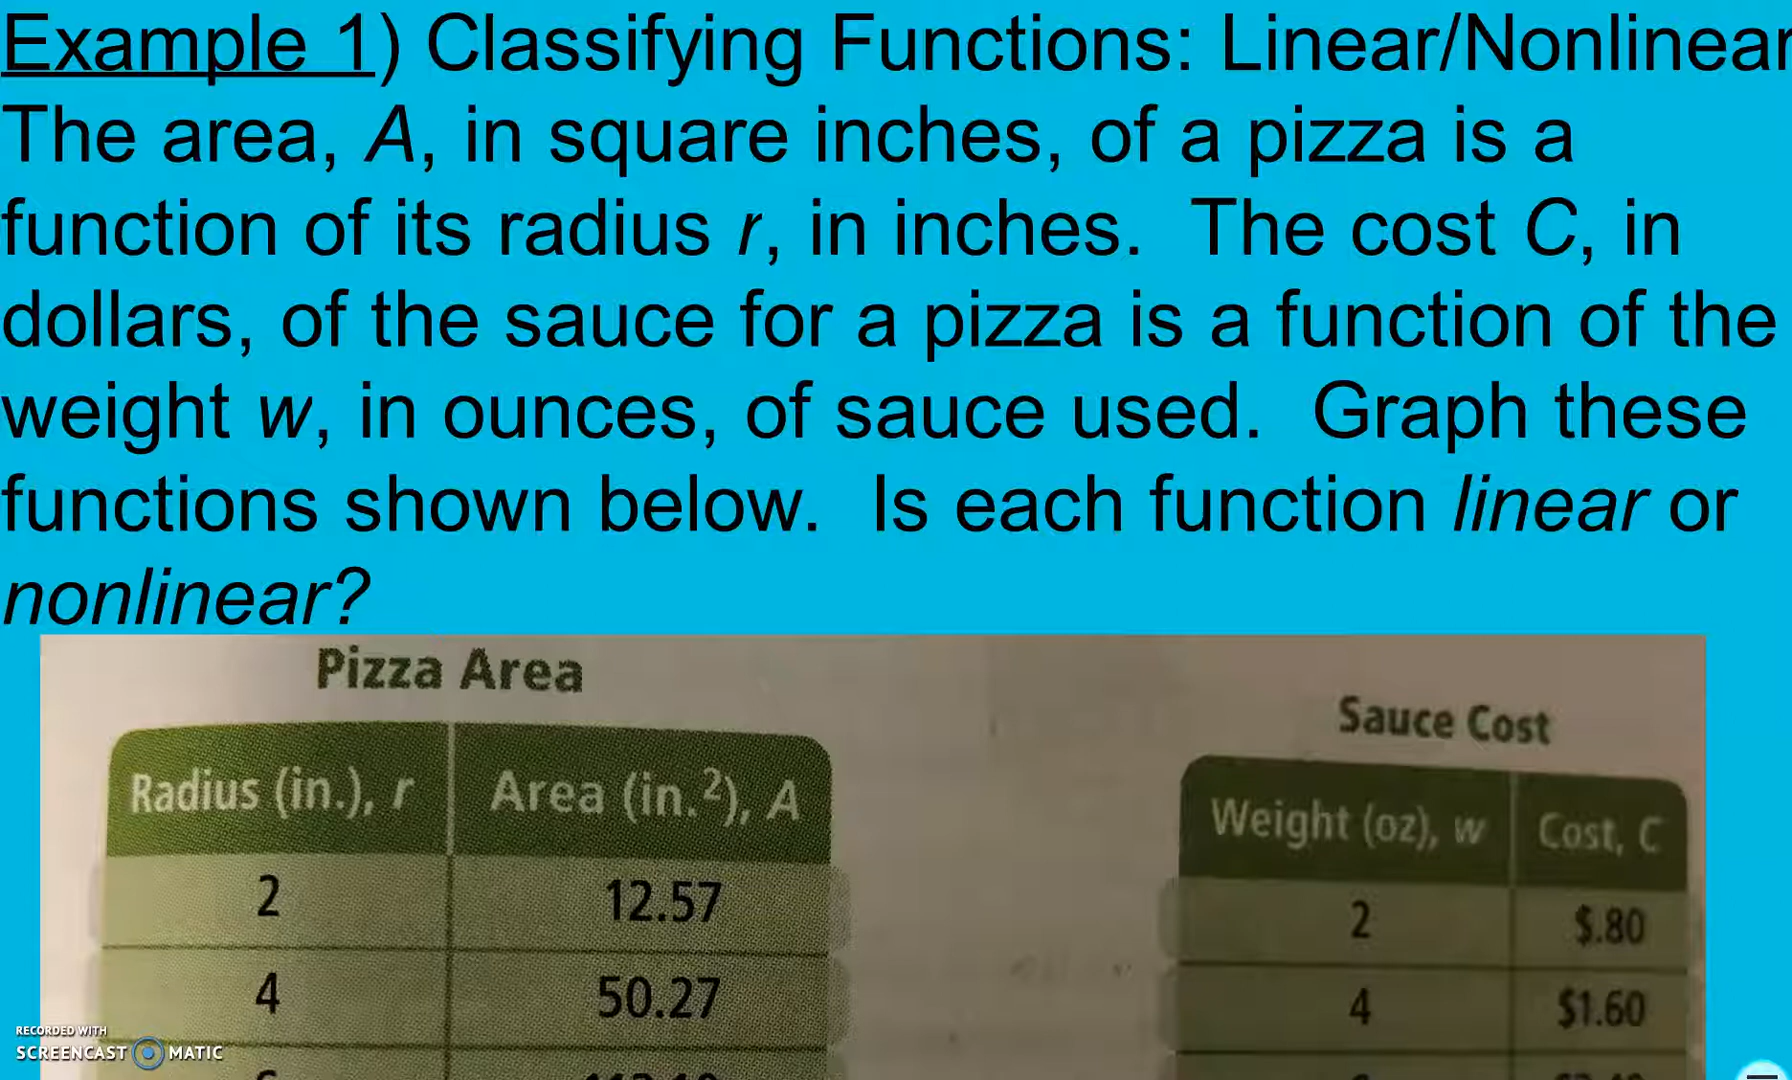 Example 1) Classifying Functions: Linear/Nonlinear
The area, A, in square inches, of a pizza is a
function of its radius r, in inches. The cost C, in
dollars, of the sauce for a pizza is a function of the
weight w, in ounces, of sauce used. Graph these
functions shown below. Is each function linear or
nonlinear?
Pizza Area
Radius (in.), r Area (in.²), A
2 12.57
4 50.27
Sauce Cost
Weight (oz), w Cost, C
2 $.80
4 $1.60
RECORDED WITH
SCREENCAST MATIC